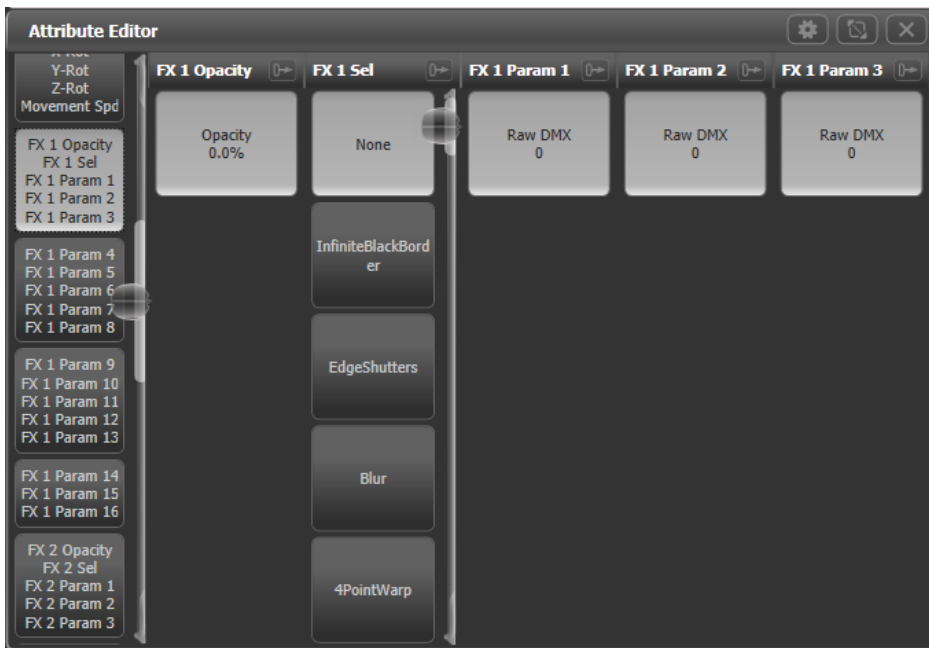 Attribute Editor
X-Rot
Y-Rot
Z-Rot
Movement Spd
FX 1 Opacity
FX 1 Sel
FX 1 Param 1
FX 1 Param 2
FX 1 Param 3
FX 1 Param 4
FX 1 Param 5
FX 1 Param 6
FX 1 Param 7
FX 1 Param 8
FX 1 Param 9
FX 1 Param 10
FX 1 Param 11
FX 1 Param 12
FX 1 Param 13
FX 1 Param 14
FX 1 Param 15
FX 1 Param 16
FX 2 Opacity
FX 2 Sel
FX 2 Param 1
FX 2 Param 2
FX 2 Param 3
FX 1 Opacity
Opacity
0.0%
FX 1 Sel
None
InfiniteBlackBord
er
EdgeShutters
Blur
4PointWarp
FX 1 Param 1
Raw DMX
0
FX 1 Param 2
Raw DMX
0
FX 1 Param 3
Raw DMX
0